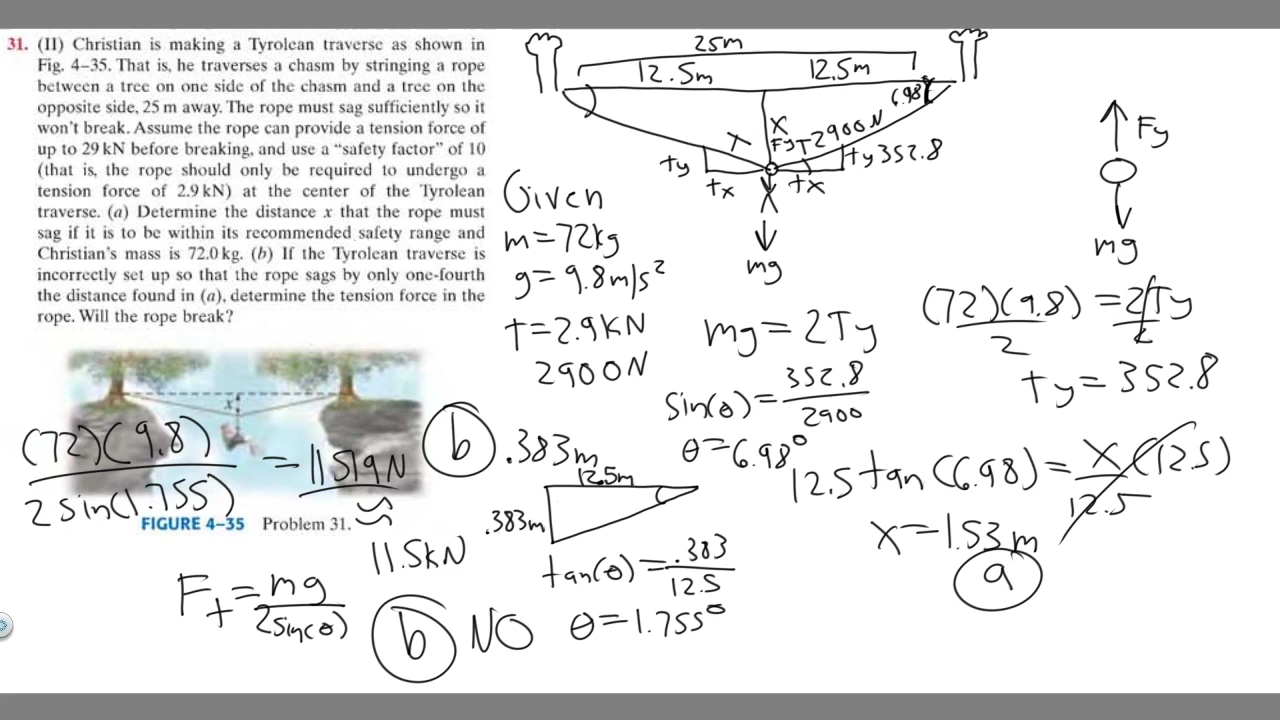 31. (II) Christian is making a Tyrolean traverse as shown in
Fig. 4–35. That is, he traverses a chasm by stringing a rope
between a tree on one side of the chasm and a tree on the
opposite side, 25 m away. The rope must sag sufficiently so it
won't break. Assume the rope can provide a tension force of
up to 29 kN before breaking, and use a "safety factor" of 10
(that is, the rope should only be required to undergo a
tension force of 2.9 kN) at the center of the Tyrolean
traverse. (a) Determine the distance x that the rope must
sag if it is to be within its recommended safety range and
Christian's mass is 72.0 kg. (b) If the Tyrolean traverse is
incorrectly set up so that the rope sags by only one-fourth
the distance found in (a), determine the tension force in the
rope. Will the rope break?
x
FIGURE 4–35 Problem 31.
25m
12.5m 12.5m
6.98
x
Fy T 2900N
ty ty 352.8
tx tx
mg
Fy
mg
Given
m=72kg
g=9.8m/s²
t=2.9KN
2900N
mg=2Ty
(72)(9.8)/2 = 2Ty/2
ty=352.8
sin(θ)=352.8/2900
θ=6.98°
12.5 tan(6.98)=x/12.5 (12.5)
x=1.53m
a
b .383m
12.5m
.383m
tan(θ)=.383/12.5
θ=1.755°
Ft=mg/2sin(θ)
(72)(9.8)/2sin(1.755) = 11519N
11.5kN
b NO